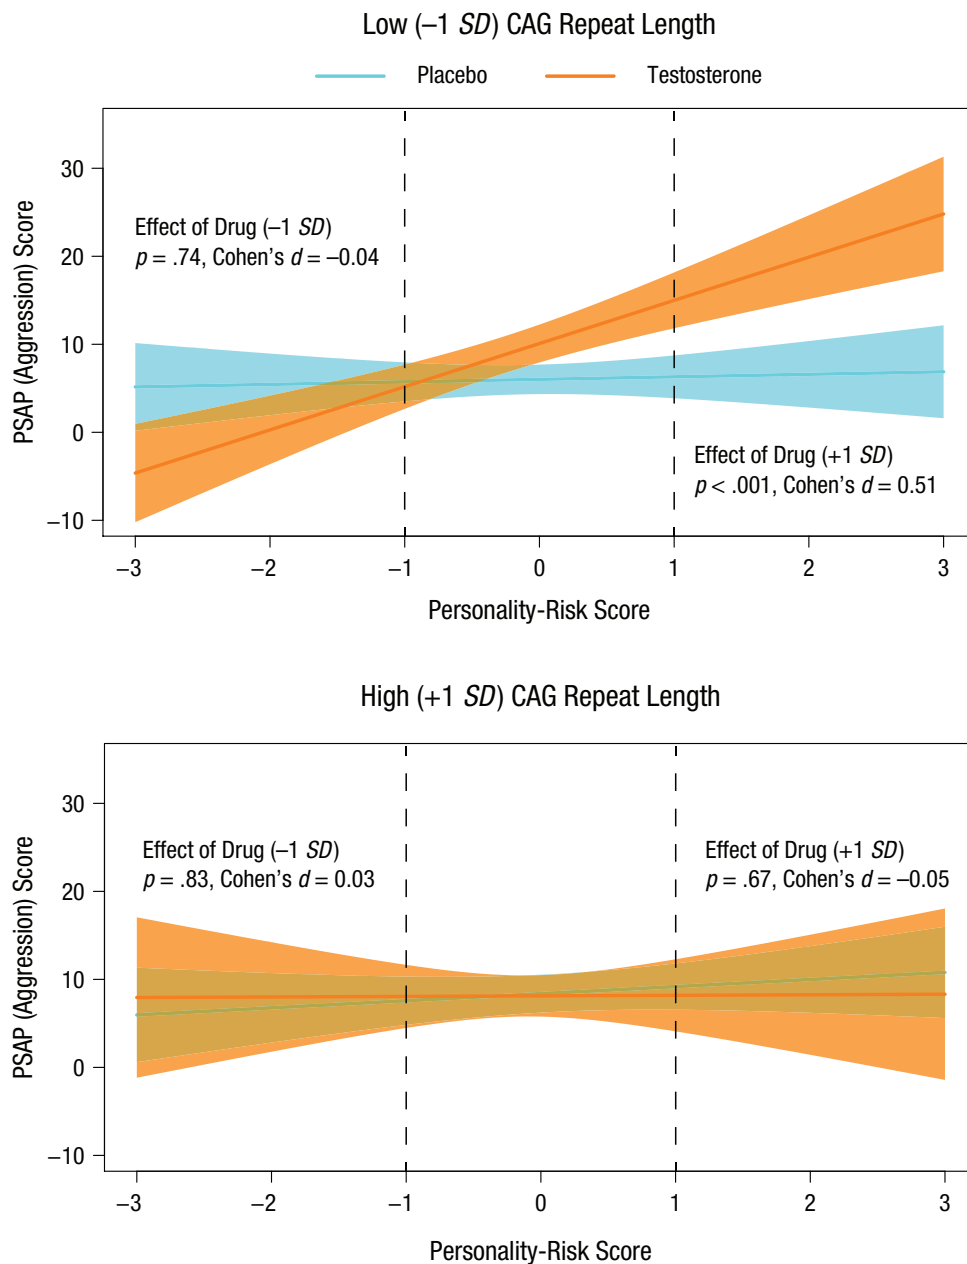 Low (–1 SD) CAG Repeat Length
Placebo Testosterone
PSAP (Aggression) Score
30
20
10
0
–10
Effect of Drug (–1 SD)
p = .74, Cohen's d = –0.04
Effect of Drug (+1 SD)
p < .001, Cohen's d = 0.51
–3 –2 –1 0 1 2 3
Personality-Risk Score
High (+1 SD) CAG Repeat Length
PSAP (Aggression) Score
30
20
10
0
–10
Effect of Drug (–1 SD)
p = .83, Cohen's d = 0.03
Effect of Drug (+1 SD)
p = .67, Cohen's d = –0.05
–3 –2 –1 0 1 2 3
Personality-Risk Score